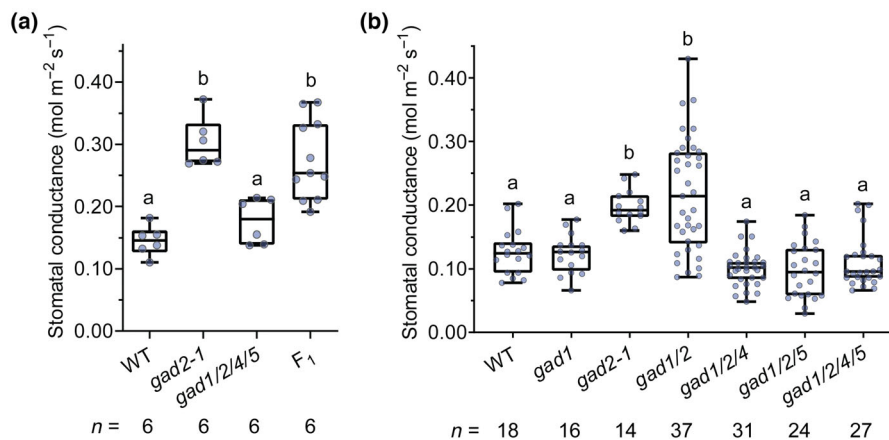 (a)
Stomatal conductance (mol m⁻² s⁻¹)
0.40
0.30
0.20
0.10
0.00
a
b
a
b
WT
gad2-1
gad1/2/4/5
F₁
n = 6 6 6 6
(b)
Stomatal conductance (mol m⁻² s⁻¹)
0.40
0.30
0.20
0.10
0.00
a
a
b
b
a
a
a
WT
gad1
gad2-1
gad1/2
gad1/2/4
gad1/2/5
gad1/2/4/5
n = 18 16 14 37 31 24 27